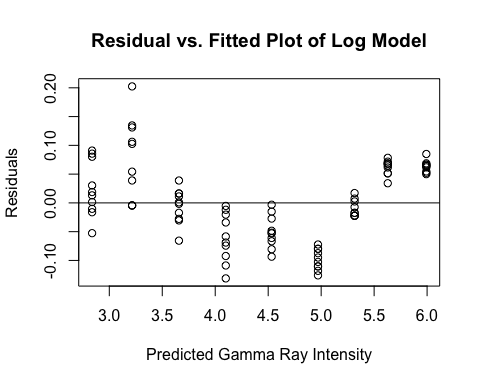 Residual vs. Fitted Plot of Log Model
Residuals
0.20
0.10
0.00
-0.10
3.0 3.5 4.0 4.5 5.0 5.5 6.0
Predicted Gamma Ray Intensity